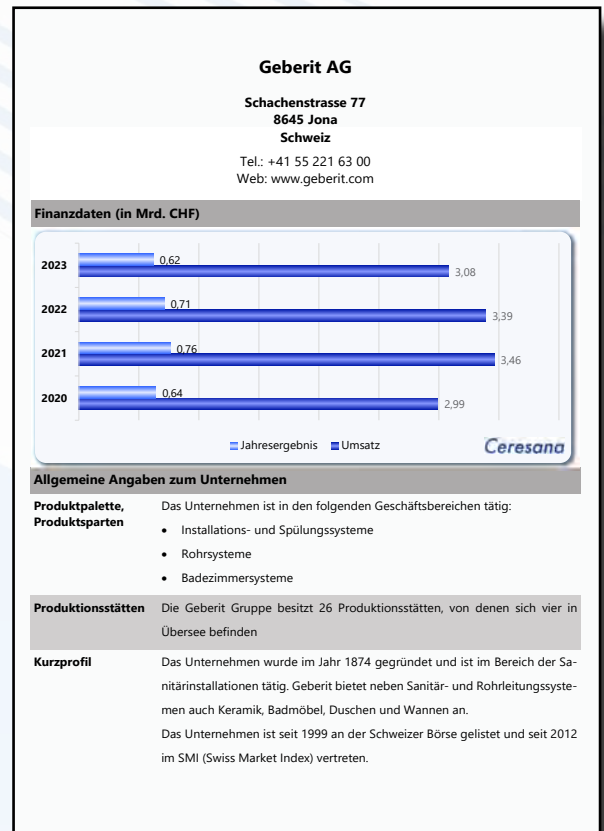 Geberit AG
Schachenstrasse 77
8645 Jona
Schweiz
Tel.: +41 55 221 63 00
Web: www.geberit.com
Finanzdaten (in Mrd. CHF)
2023
0,62
3,08
2022
0,71
3,39
2021
0,76
3,46
2020
0,64
2,99
Jahresergebnis Umsatz
Ceresana
Allgemeine Angaben zum Unternehmen
Produktpalette,
Produktsparten
Das Unternehmen ist in den folgenden Geschäftsbereichen tätig:
• Installations- und Spülungssysteme
• Rohrsysteme
• Badezimmersysteme
Produktionsstätten
Die Geberit Gruppe besitzt 26 Produktionsstätten, von denen sich vier in
Übersee befinden
Kurzprofil
Das Unternehmen wurde im Jahr 1874 gegründet und ist im Bereich der Sa-
nitärinstallationen tätig. Geberit bietet neben Sanitär- und Rohrleitungssyste-
men auch Keramik, Badmöbel, Duschen und Wannen an.
Das Unternehmen ist seit 1999 an der Schweizer Börse gelistet und seit 2012
im SMI (Swiss Market Index) vertreten.